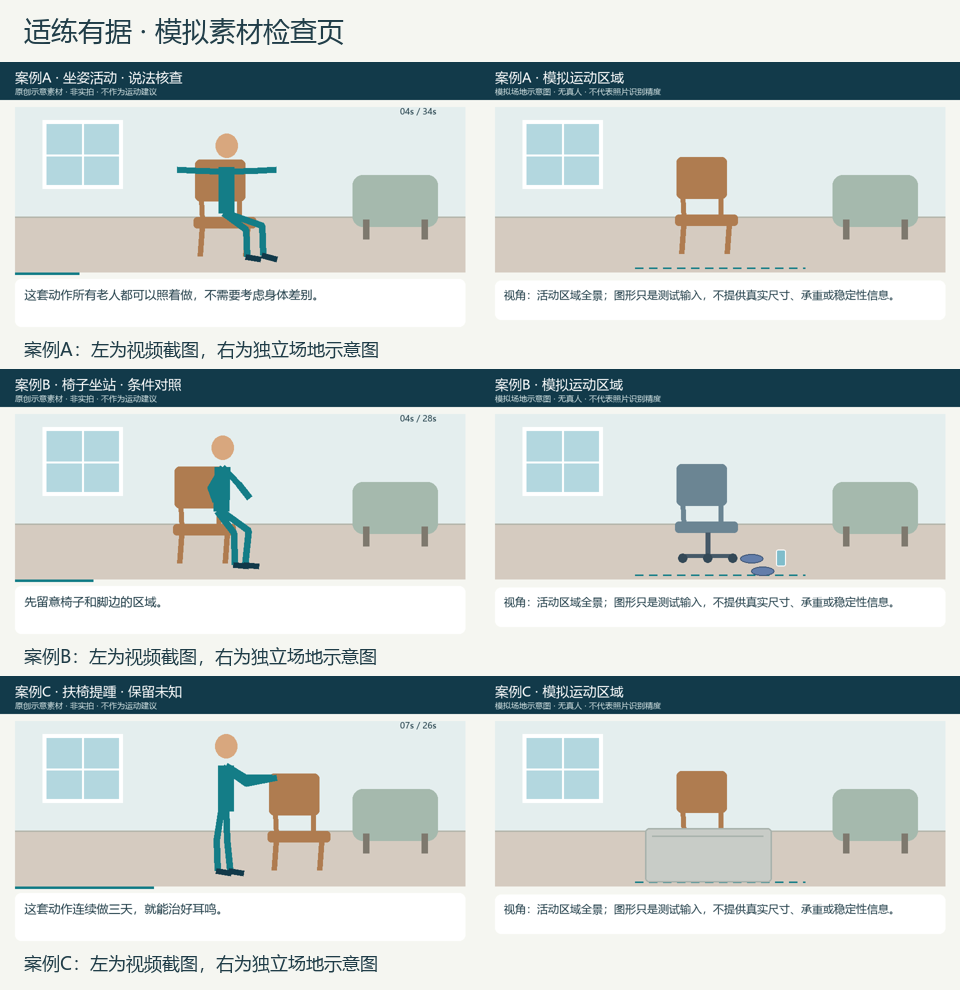 适练有据 · 模拟素材检查页
案例A · 坐姿活动 · 说法核查
原创示意素材 · 非实拍 · 不作为运动建议
04s / 34s
这套动作所有老人都可以照着做，不需要考虑身体差别。
案例A · 模拟运动区域
模拟场地示意图 · 无真人 · 不代表照片识别精度
视角：活动区域全景；图形只是测试输入，不提供真实尺寸、承重或稳定性信息。
案例A：左为视频截图，右为独立场地示意图
案例B · 椅子坐站 · 条件对照
原创示意素材 · 非实拍 · 不作为运动建议
04s / 28s
先留意椅子和脚边的区域。
案例B · 模拟运动区域
模拟场地示意图 · 无真人 · 不代表照片识别精度
视角：活动区域全景；图形只是测试输入，不提供真实尺寸、承重或稳定性信息。
案例B：左为视频截图，右为独立场地示意图
案例C · 扶椅提踵 · 保留未知
原创示意素材 · 非实拍 · 不作为运动建议
07s / 26s
这套动作连续做三天，就能治好耳鸣。
案例C · 模拟运动区域
模拟场地示意图 · 无真人 · 不代表照片识别精度
视角：活动区域全景；图形只是测试输入，不提供真实尺寸、承重或稳定性信息。
案例C：左为视频截图，右为独立场地示意图